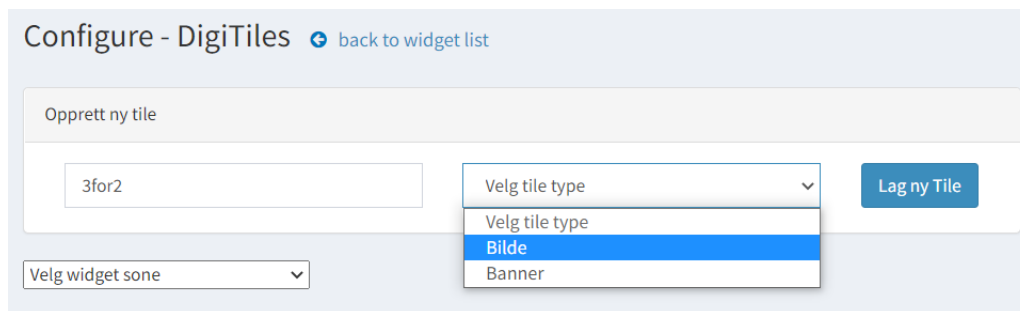 Configure - DigiTiles back to widget list
Opprett ny tile
3for2 Velg tile type Lag ny Tile
Velg tile type
Bilde
Banner
Velg widget sone